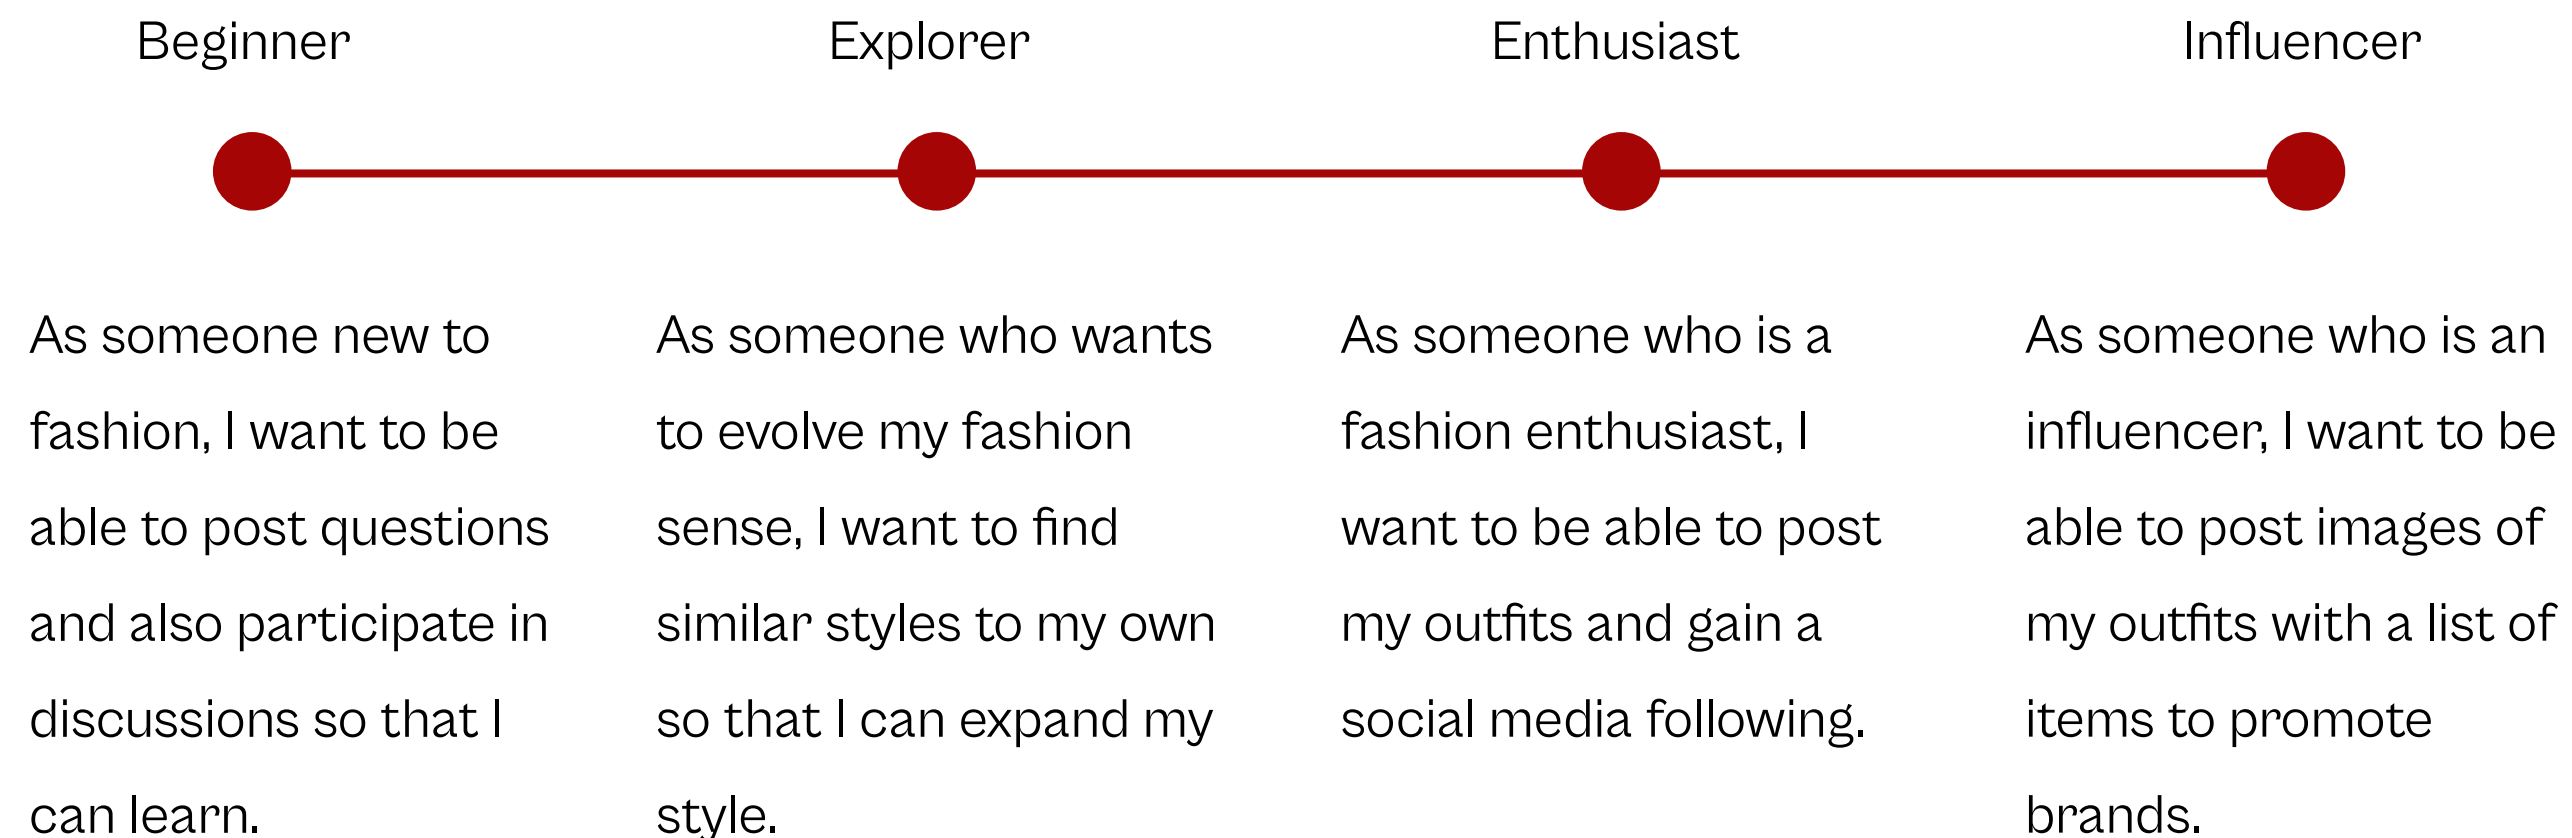 Beginner
Explorer
Enthusiast
Influencer
As someone new to
fashion, I want to be
able to post questions
and also participate in
discussions so that I
can learn.
As someone who wants
to evolve my fashion
sense, I want to find
similar styles to my own
so that I can expand my
style.
As someone who is a
fashion enthusiast, I
want to be able to post
my outfits and gain a
social media following.
As someone who is an
influencer, I want to be
able to post images of
my outfits with a list of
items to promote
brands.